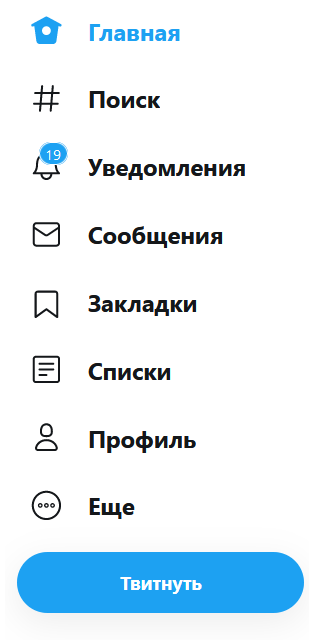 Главная
Поиск
19
Уведомления
Сообщения
Закладки
Списки
Профиль
Еще
Твитнуть